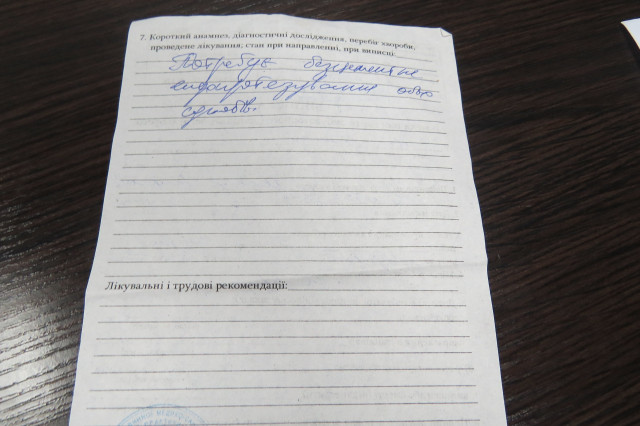 7. Короткий анамнез, діагностичні дослідження, перебіг хвороби,
проведене лікування; стан при направленні, при виписці:
Потребує безцементне
ендопротезування обох
суглобів.
Лікувальні і трудові рекомендації: